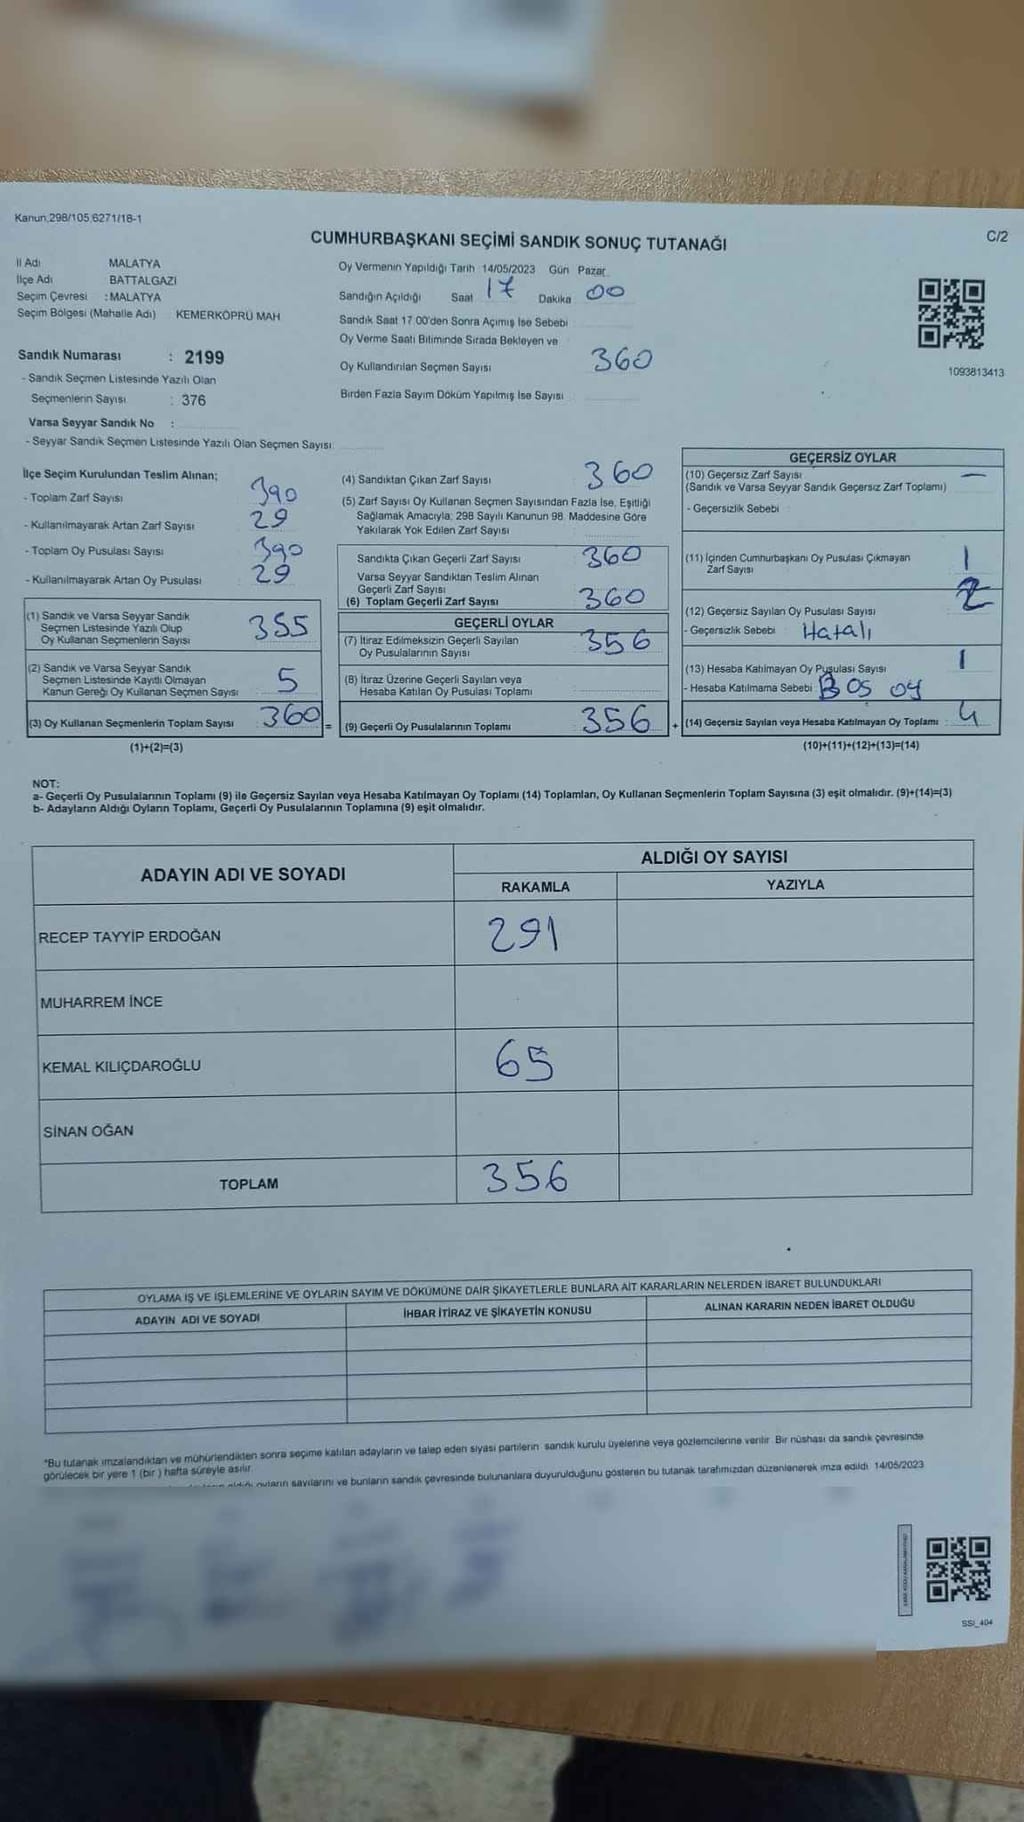 Kanun,298/105,6271/18-1
CUMHURBAŞKANI SEÇİMİ SANDIK SONUÇ TUTANAĞI
C/2
İl Adı MALATYA
İlçe Adı BATTALGAZI
Seçim Çevresi : MALATYA
Seçim Bölgesi (Mahalle Adı) KEMERKÖPRÜ MAH
Sandık Numarası : 2199
- Sandık Seçmen Listesinde Yazılı Olan
Seçmenlerin Sayısı : 376
Varsa Seyyar Sandık No :
- Seyyar Sandık Seçmen Listesinde Yazılı Olan Seçmen Sayısı:
Oy Vermenin Yapıldığı Tarih 14/05/2023 Gün Pazar
Sandığın Açıldığı Saat 17 Dakika 00
Sandık Saat 17.00'den Sonra Açılmış İse Sebebi
Oy Verme Saati Bitiminde Sırada Bekleyen ve
Oy Kullandırılan Seçmen Sayısı 360
Birden Fazla Sayım Döküm Yapılmış İse Sayısı
1093813413
İlçe Seçim Kurulundan Teslim Alınan;
- Toplam Zarf Sayısı 390
- Kullanılmayarak Artan Zarf Sayısı 29
- Toplam Oy Pusulası Sayısı 390
- Kullanılmayarak Artan Oy Pusulası 29
(1) Sandık ve Varsa Seyyar Sandık
Seçmen Listesinde Yazılı Olup
Oy Kullanan Seçmenlerin Sayısı 355
(2) Sandık ve Varsa Seyyar Sandık
Seçmen Listesinde Kayıtlı Olmayan
Kanun Gereği Oy Kullanan Seçmen Sayısı 5
(3) Oy Kullanan Seçmenlerin Toplam Sayısı 360 =
(1)+(2)=(3)
(4) Sandıktan Çıkan Zarf Sayısı 360
(5) Zarf Sayısı Oy Kullanan Seçmen Sayısından Fazla İse, Eşitliği
Sağlamak Amacıyla, 298 Sayılı Kanunun 98. Maddesine Göre
Yakılarak Yok Edilen Zarf Sayısı
Sandıkta Çıkan Geçerli Zarf Sayısı 360
Varsa Seyyar Sandıktan Teslim Alınan
Geçerli Zarf Sayısı
(6) Toplam Geçerli Zarf Sayısı 360
GEÇERLİ OYLAR
(7) İtiraz Edilmeksizin Geçerli Sayılan
Oy Pusulalarının Sayısı 356
(8) İtiraz Üzerine Geçerli Sayılan veya
Hesaba Katılan Oy Pusulası Toplamı
(9) Geçerli Oy Pusulalarının Toplamı 356 +
GEÇERSİZ OYLAR
(10) Geçersiz Zarf Sayısı —
(Sandık ve Varsa Seyyar Sandık Geçersiz Zarf Toplamı)
- Geçersizlik Sebebi :
(11) İçinden Cumhurbaşkanı Oy Pusulası Çıkmayan
Zarf Sayısı 1
(12) Geçersiz Sayılan Oy Pusulası Sayısı 2
- Geçersizlik Sebebi Hatalı
(13) Hesaba Katılmayan Oy Pusulası Sayısı 1
- Hesaba Katılmama Sebebi Boş oy
(14) Geçersiz Sayılan veya Hesaba Katılmayan Oy Toplamı : 4
(10)+(11)+(12)+(13)=(14)
NOT:
a- Geçerli Oy Pusulalarının Toplamı (9) ile Geçersiz Sayılan veya Hesaba Katılmayan Oy Toplamı (14) Toplamları, Oy Kullanan Seçmenlerin Toplam Sayısına (3) eşit olmalıdır. (9)+(14)=(3)
b- Adayların Aldığı Oyların Toplamı, Geçerli Oy Pusulalarının Toplamına (9) eşit olmalıdır.
ADAYIN ADI VE SOYADI
ALDIĞI OY SAYISI
RAKAMLA YAZIYLA
RECEP TAYYİP ERDOĞAN 291
MUHARREM İNCE
KEMAL KILIÇDAROĞLU 65
SİNAN OĞAN
TOPLAM 356
OYLAMA İŞ VE İŞLEMLERİNE VE OYLARIN SAYIM VE DÖKÜMÜNE DAİR ŞİKAYETLERLE BUNLARA AİT KARARLARIN NELERDEN İBARET BULUNDUKLARI
ADAYIN ADI VE SOYADI İHBAR İTİRAZ VE ŞİKAYETİN KONUSU ALINAN KARARIN NEDEN İBARET OLDUĞU
*Bu tutanak imzalandıktan ve mühürlendikten sonra seçime katılan adayların ve talep eden siyasi partilerin sandık kurulu üyelerine veya gözlemcilerine verilir. Bir nüshası da sandık çevresinde
görülecek bir yere 1 (bir ) hafta süreyle asılır.
oyların sayılarını ve bunların sandık çevresinde bulunanlara duyurulduğunu gösteren bu tutanak tarafımızdan düzenlenerek imza edildi. 14/05/2023
SSI_404